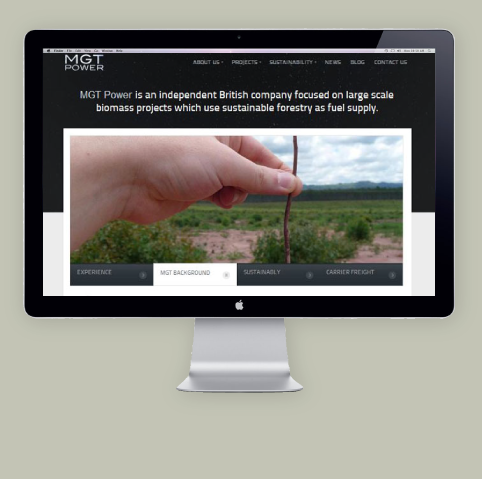 MGT
POWER
ABOUT US PROJECTS SUSTAINABILITY NEWS BLOG CONTACT US
MGT Power is an independent British company focused on large scale
biomass projects which use sustainable forestry as fuel supply.
EXPERIENCE MGT BACKGROUND SUSTAINABLY CARRIER FREIGHT